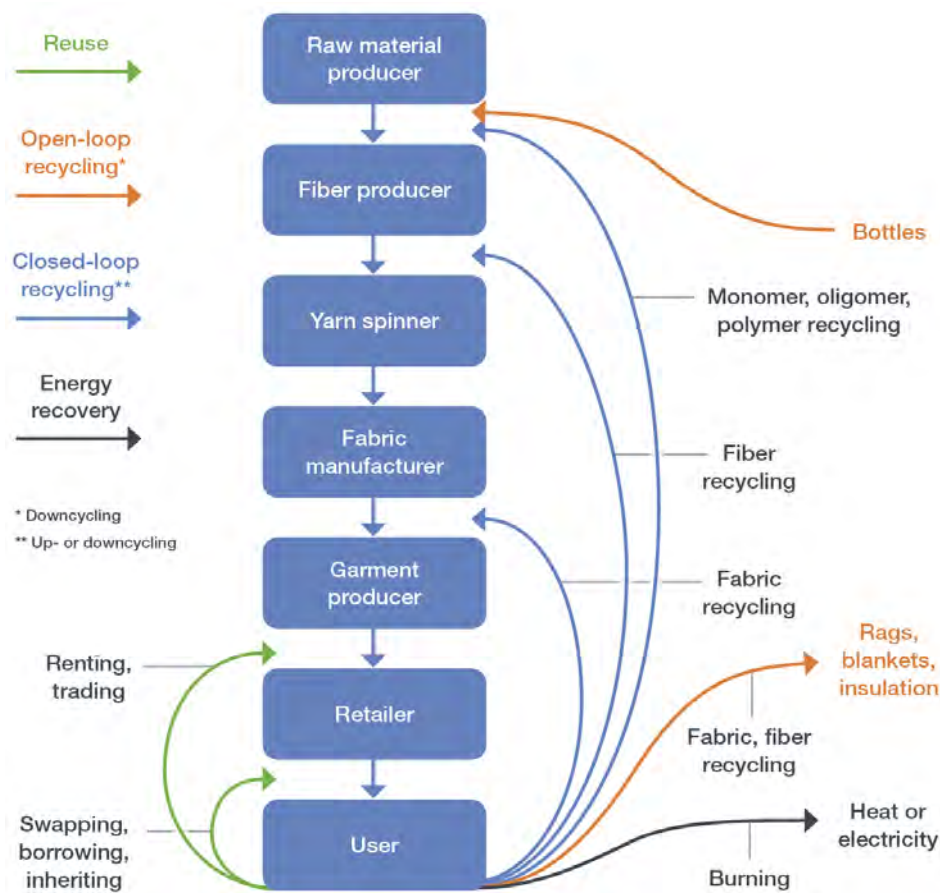 Reuse
Open-loop
recycling*
Closed-loop
recycling**
Energy
recovery
* Downcycling
** Up- or downcycling
Raw material
producer
Fiber producer
Yarn spinner
Fabric
manufacturer
Garment
producer
Retailer
User
Renting,
trading
Swapping,
borrowing,
inheriting
Bottles
Monomer, oligomer,
polymer recycling
Fiber
recycling
Fabric
recycling
Rags,
blankets,
insulation
Fabric, fiber
recycling
Heat or
electricity
Burning